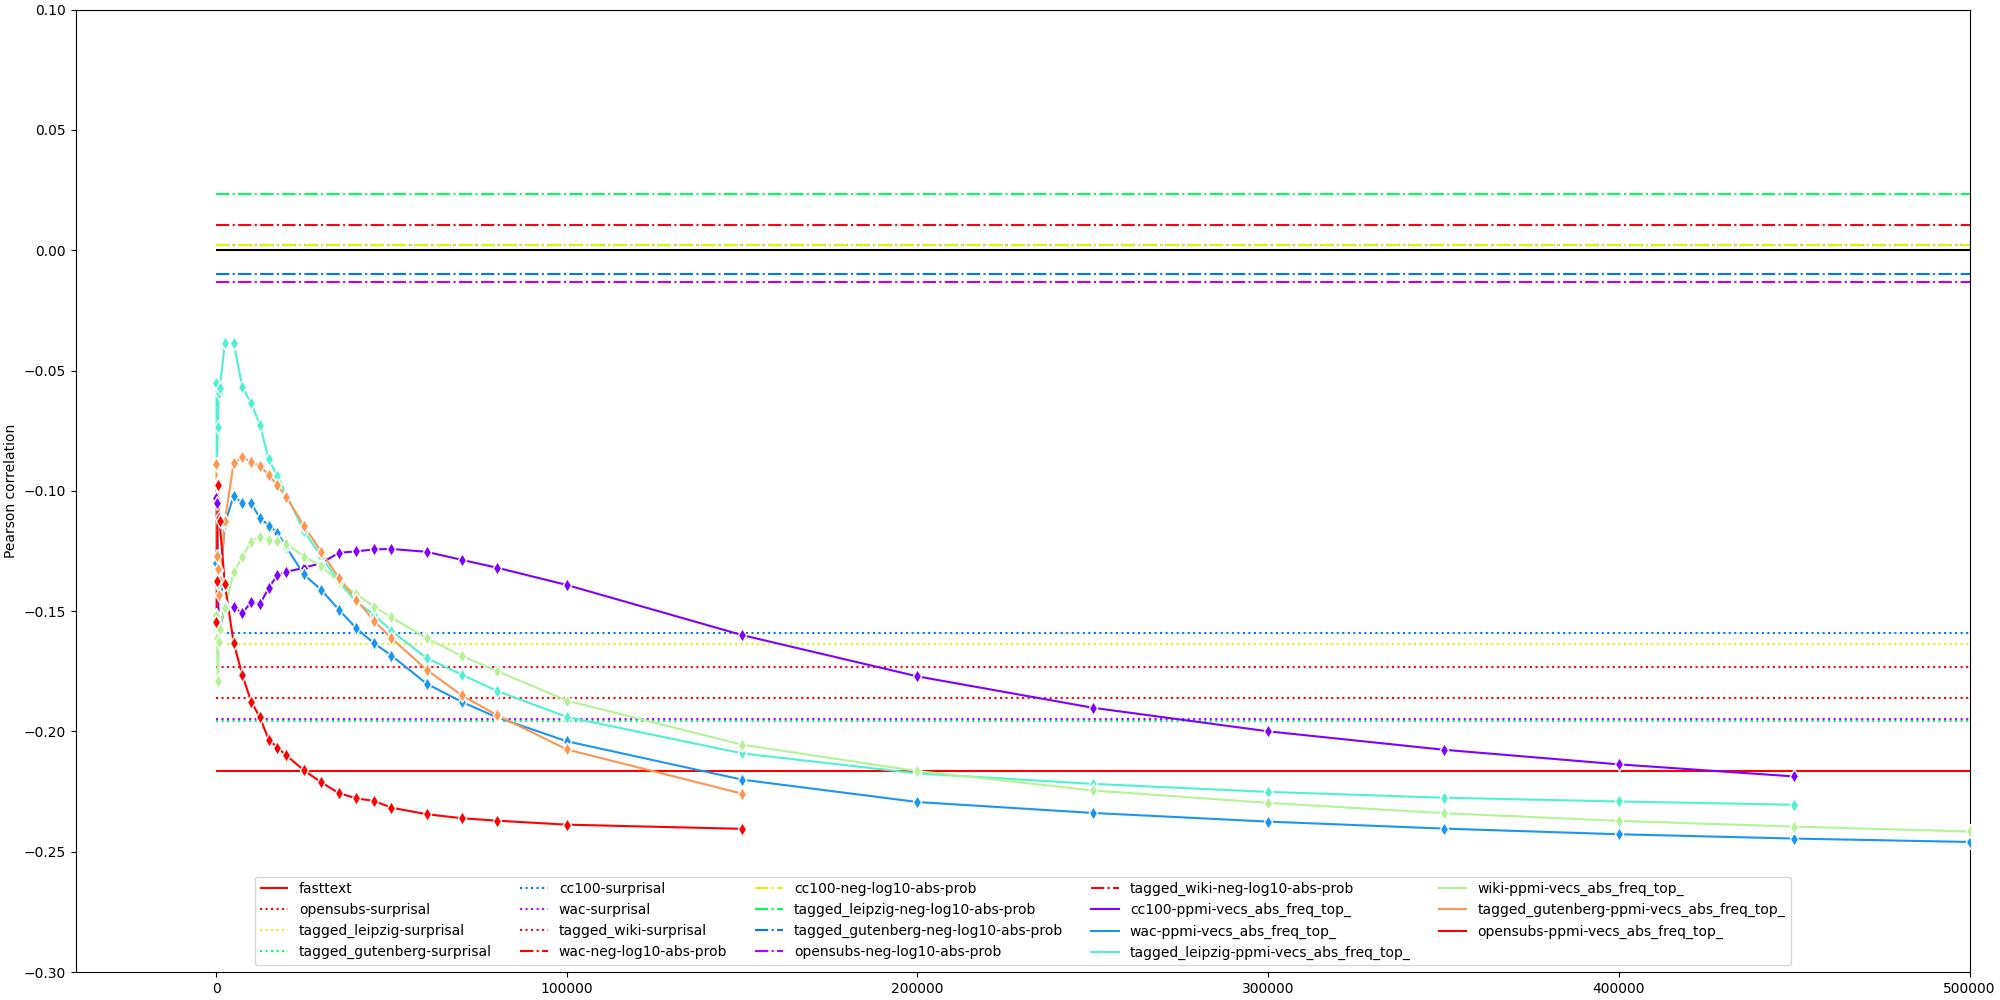 0.10
0.05
0.00
−0.05
−0.10
−0.15
−0.20
−0.25
−0.30
Pearson correlation
fasttext
opensubs-surprisal
tagged_leipzig-surprisal
tagged_gutenberg-surprisal
cc100-surprisal
wac-surprisal
tagged_wiki-surprisal
wac-neg-log10-abs-prob
cc100-neg-log10-abs-prob
tagged_leipzig-neg-log10-abs-prob
tagged_gutenberg-neg-log10-abs-prob
opensubs-neg-log10-abs-prob
tagged_wiki-neg-log10-abs-prob
cc100-ppmi-vecs_abs_freq_top_
wac-ppmi-vecs_abs_freq_top_
tagged_leipzig-ppmi-vecs_abs_freq_top_
wiki-ppmi-vecs_abs_freq_top_
tagged_gutenberg-ppmi-vecs_abs_freq_top_
opensubs-ppmi-vecs_abs_freq_top_
0 100000 200000 300000 400000 500000